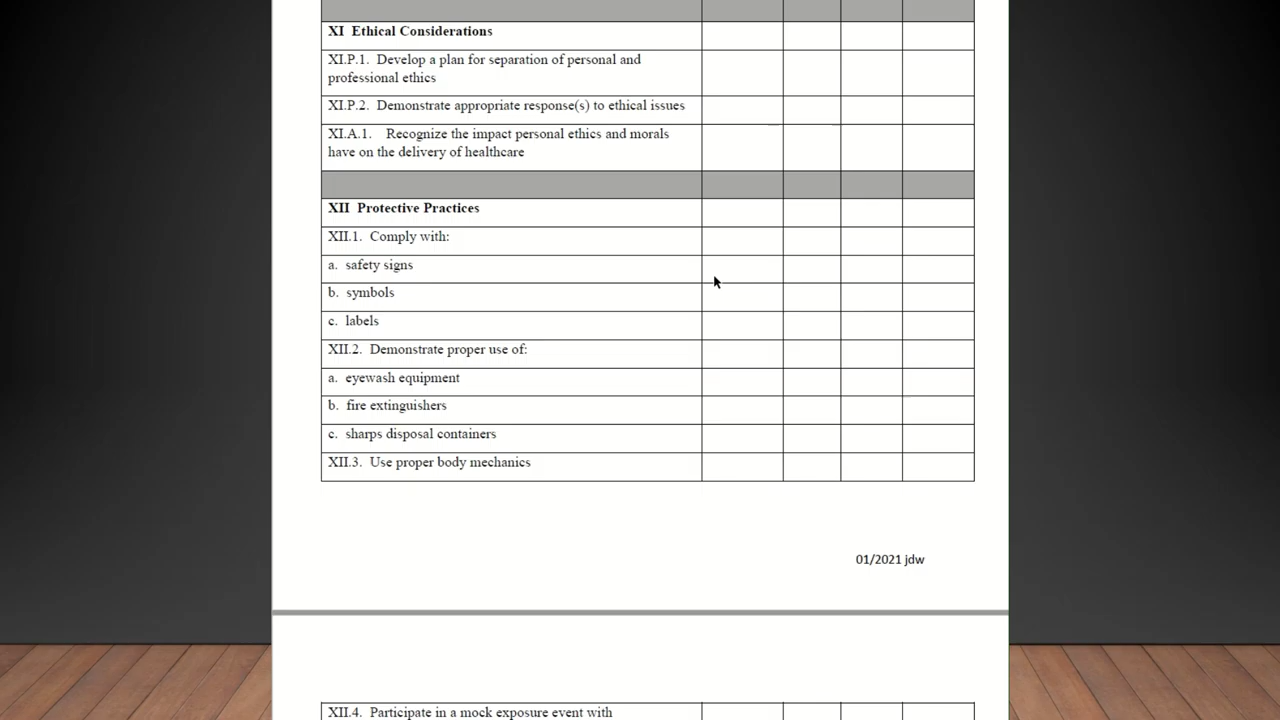 XI Ethical Considerations
XI.P.1. Develop a plan for separation of personal and
professional ethics
XI.P.2. Demonstrate appropriate response(s) to ethical issues
XI.A.1. Recognize the impact personal ethics and morals
have on the delivery of healthcare
XII Protective Practices
XII.1. Comply with:
a. safety signs
b. symbols
c. labels
XII.2. Demonstrate proper use of:
a. eyewash equipment
b. fire extinguishers
c. sharps disposal containers
XII.3. Use proper body mechanics
01/2021 jdw
XII.4. Participate in a mock exposure event with